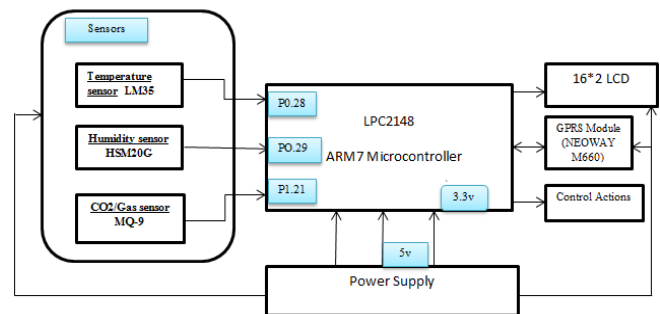 Sensors
Temperature
sensor LM35
Humidity sensor
HSM20G
CO2/Gas sensor
MQ-9
P0.28
PO.29
P1.21
LPC2148
ARM7 Microcontroller
3.3v
16*2 LCD
GPRS Module
(NEOWAY
M660)
Control Actions
5v
Power Supply